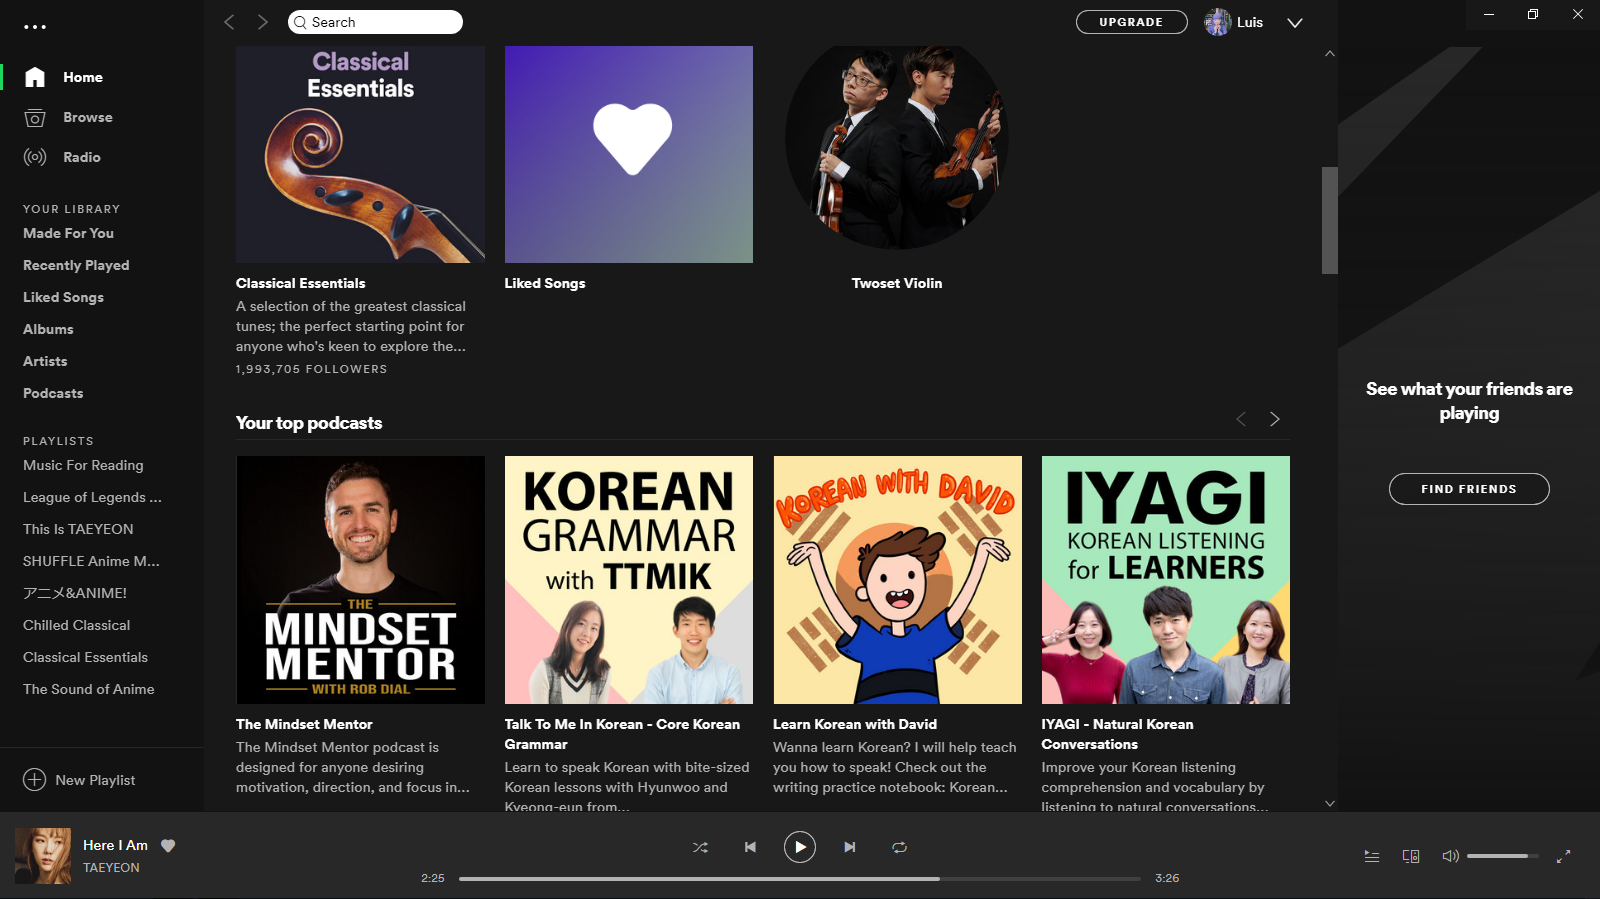 Search
UPGRADE
Luis
Home
Browse
Radio
YOUR LIBRARY
Made For You
Recently Played
Liked Songs
Albums
Artists
Podcasts
PLAYLISTS
Music For Reading
League of Legends ...
This Is TAEYEON
SHUFFLE Anime M...
アニメ&ANIME!
Chilled Classical
Classical Essentials
The Sound of Anime
New Playlist
Classical
Essentials
Classical Essentials
A selection of the greatest classical
tunes; the perfect starting point for
anyone who's keen to explore the...
1,993,705 FOLLOWERS
Liked Songs
Twoset Violin
Your top podcasts
THE
MINDSET
MENTOR
WITH ROB DIAL
The Mindset Mentor
The Mindset Mentor podcast is
designed for anyone desiring
motivation, direction, and focus in...
KOREAN
GRAMMAR
with TTMIK
Talk To Me In Korean - Core Korean
Grammar
Learn to speak Korean with bite-sized
Korean lessons with Hyunwoo and
Kyeong-eun from...
KOREAN WITH DAVID
Learn Korean with David
Wanna learn Korean? I will help teach
you how to speak! Check out the
writing practice notebook: Korean...
IYAGI
KOREAN LISTENING
for LEARNERS
IYAGI - Natural Korean
Conversations
Improve your Korean listening
comprehension and vocabulary by
listening to natural conversations...
See what your friends are
playing
FIND FRIENDS
Here I Am
TAEYEON
2:25
3:26